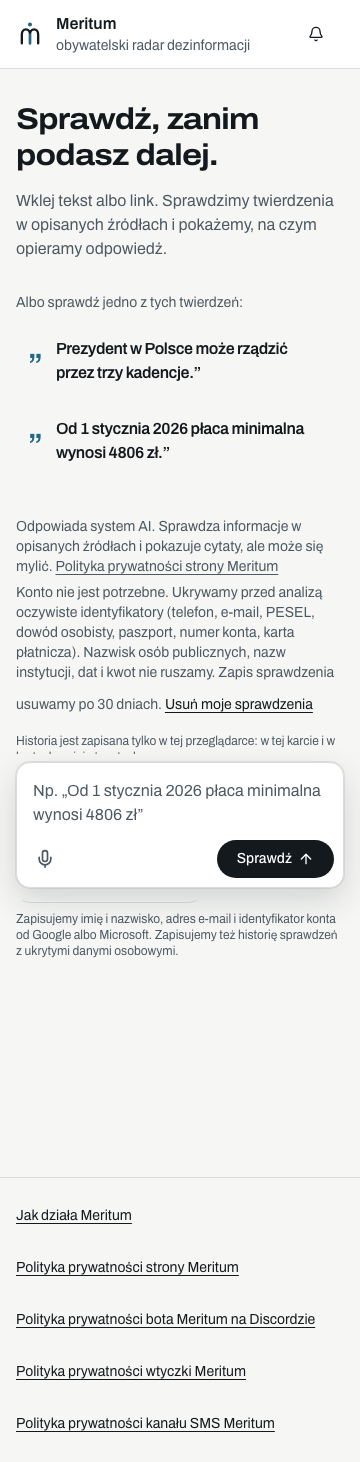 Meritum
obywatelski radar dezinformacji
Sprawdź, zanim
podasz dalej.
Wklej tekst albo link. Sprawdzimy twierdzenia
w opisanych źródłach i pokażemy, na czym
opieramy odpowiedź.
Albo sprawdź jedno z tych twierdzeń:
” Prezydent w Polsce może rządzić
przez trzy kadencje.”
” Od 1 stycznia 2026 płaca minimalna
wynosi 4806 zł.”
Odpowiada system AI. Sprawdza informacje w
opisanych źródłach i pokazuje cytaty, ale może się
mylić. Polityka prywatności strony Meritum
Konto nie jest potrzebne. Ukrywamy przed analizą
oczywiste identyfikatory (telefon, e-mail, PESEL,
dowód osobisty, paszport, numer konta, karta
płatnicza). Nazwisk osób publicznych, nazw
instytucji, dat i kwot nie ruszamy. Zapis sprawdzenia
usuwamy po 30 dniach. Usuń moje sprawdzenia
Historia jest zapisana tylko w tej przeglądarce: w tej karcie i w
Np. „Od 1 stycznia 2026 płaca minimalna
wynosi 4806 zł”
Sprawdź
Zapisujemy imię i nazwisko, adres e-mail i identyfikator konta
od Google albo Microsoft. Zapisujemy też historię sprawdzeń
z ukrytymi danymi osobowymi.
Jak działa Meritum
Polityka prywatności strony Meritum
Polityka prywatności bota Meritum na Discordzie
Polityka prywatności wtyczki Meritum
Polityka prywatności kanału SMS Meritum